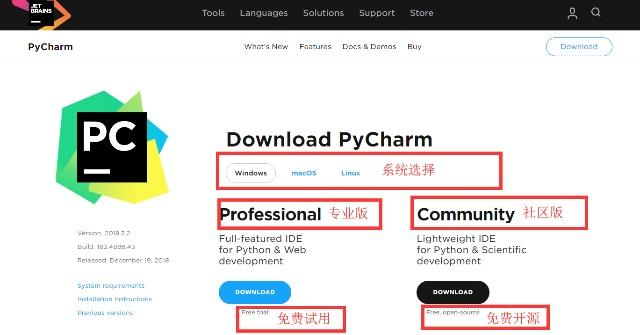 JET
BRAINS
Tools Languages Solutions Support Store
PyCharm What's New Features Docs & Demos Buy Download
PC
Download PyCharm
Windows macOS Linux 系统选择
Professional 专业版
Full-featured IDE
for Python & Web
development
DOWNLOAD
Free trial
免费试用
Community 社区版
Lightweight IDE
for Python & Scientific
development
DOWNLOAD
Free, open-source
免费开源
Version: 2018.3.2
Build: 183.4886.43
Released: December 19, 2018
System requirements
Installation Instructions
Previous versions